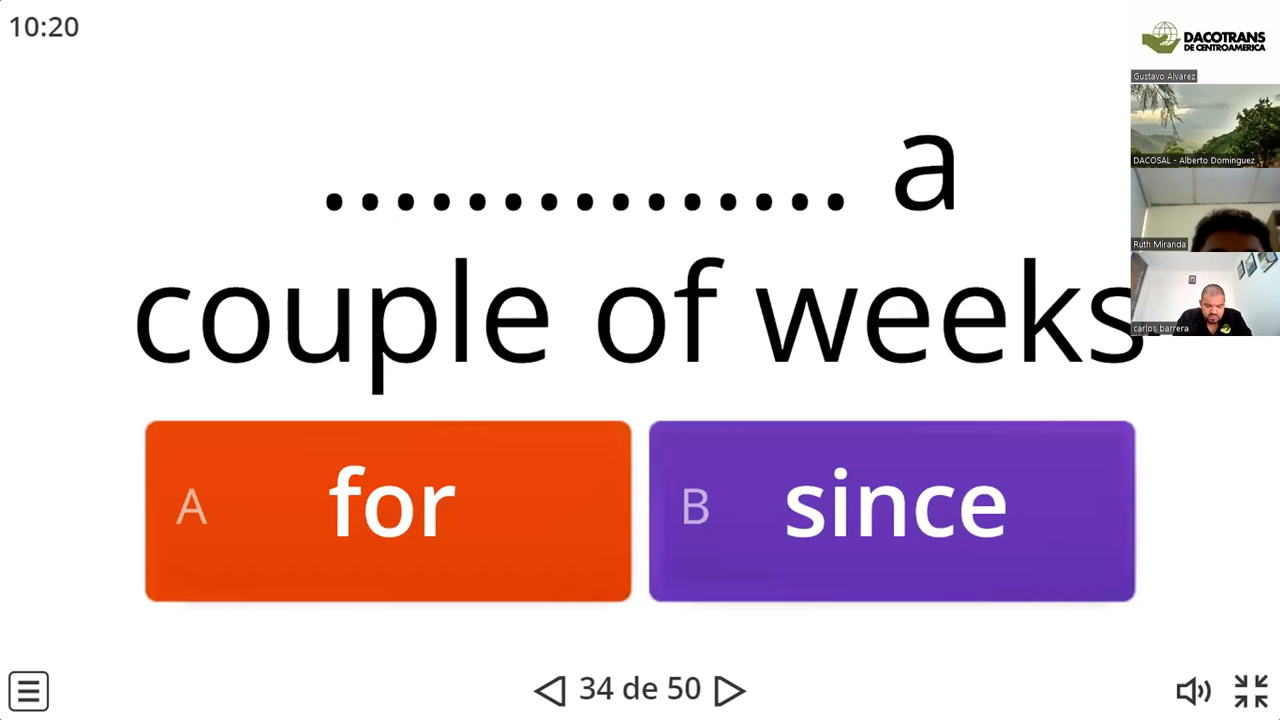 10:20
DACOTRANS
DE CENTROAMERICA
Gustavo Alvarez
DACOSAL - Alberto Dominguez
Ruth Miranda
carlos barrera
............... a
couple of weeks
A for
B since
34 de 50